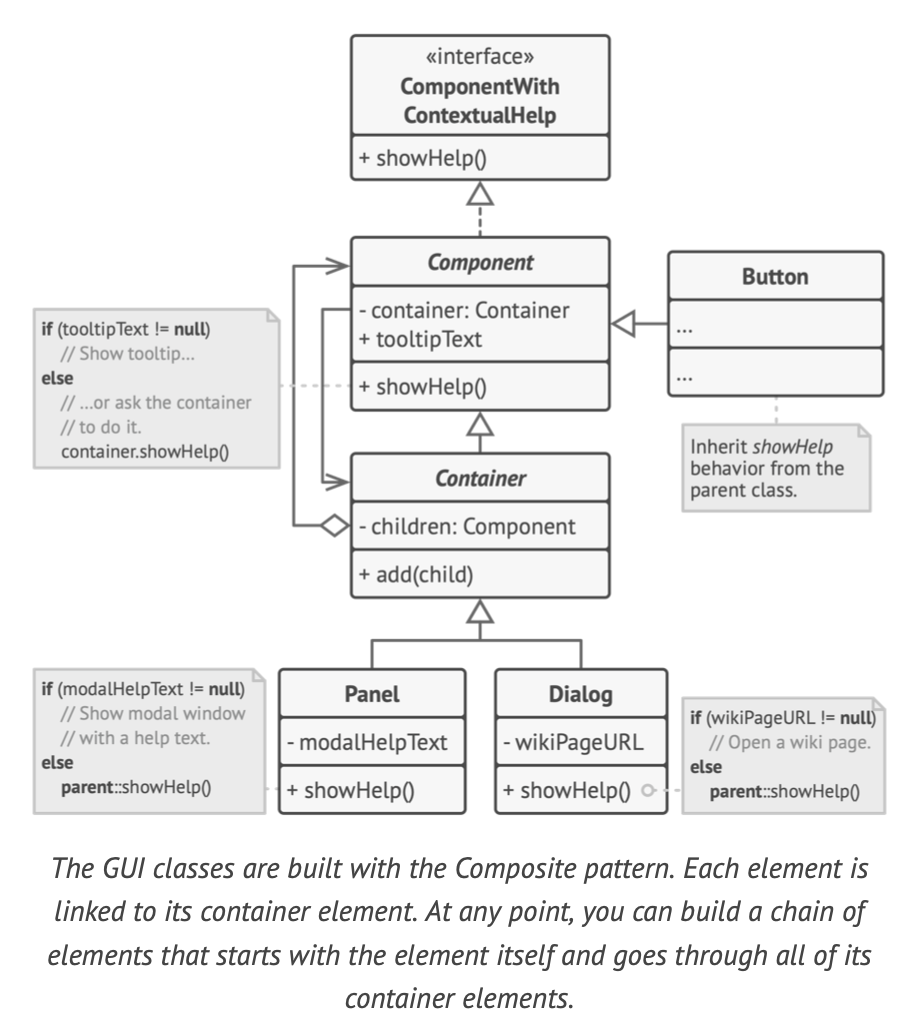 «interface»
ComponentWith
ContextualHelp
+ showHelp()
Component
- container: Container
+ tooltipText
+ showHelp()
Button
...
...
if (tooltipText != null)
// Show tooltip...
else
// ...or ask the container
// to do it.
container.showHelp()
Inherit showHelp
behavior from the
parent class.
Container
- children: Component
+ add(child)
if (modalHelpText != null)
// Show modal window
// with a help text.
else
parent::showHelp()
Panel
- modalHelpText
+ showHelp()
Dialog
- wikiPageURL
+ showHelp()
if (wikiPageURL != null)
// Open a wiki page.
else
parent::showHelp()
The GUI classes are built with the Composite pattern. Each element is
linked to its container element. At any point, you can build a chain of
elements that starts with the element itself and goes through all of its
container elements.